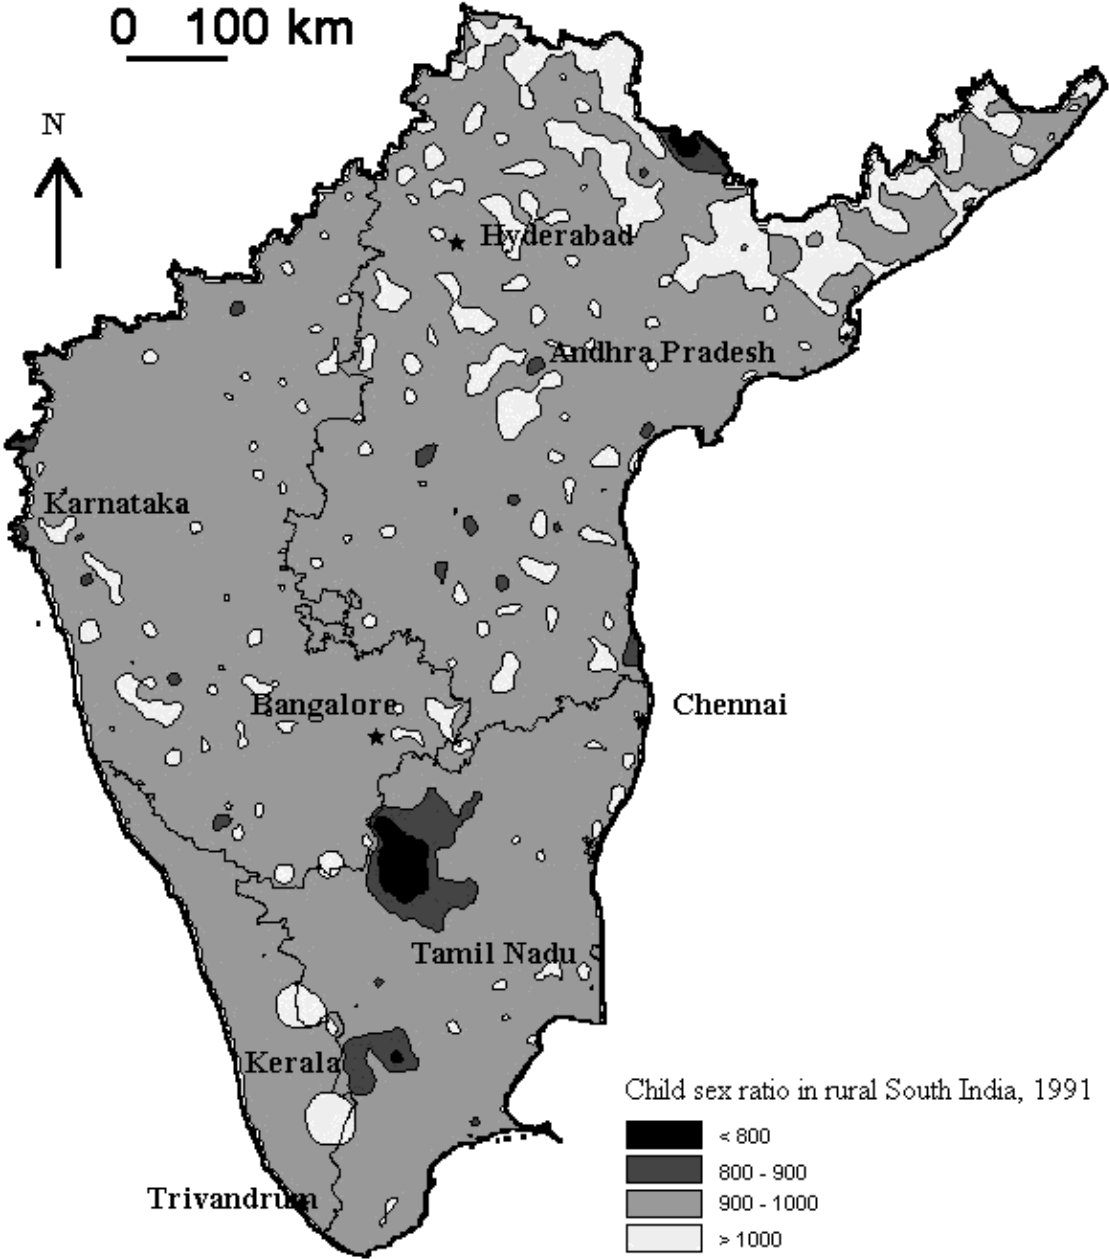 0 100 km
N
Hyderabad
Andhra Pradesh
Karnataka
Bangalore
Chennai
Tamil Nadu
Kerala
Trivandrum
Child sex ratio in rural South India, 1991
< 800
800 - 900
900 - 1000
> 1000